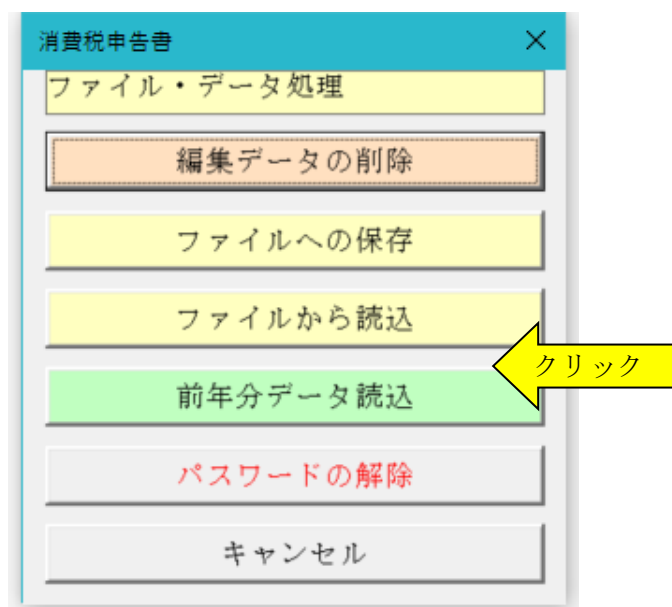 消費税申告書
ファイル・データ処理
編集データの削除
ファイルへの保存
ファイルから読込
クリック
前年分データ読込
パスワードの解除
キャンセル